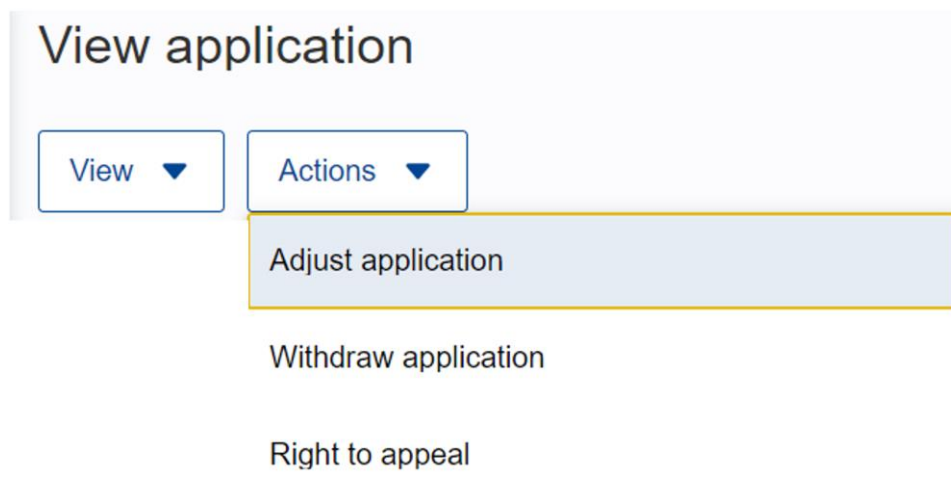 View application
View Actions
Adjust application
Withdraw application
Right to appeal